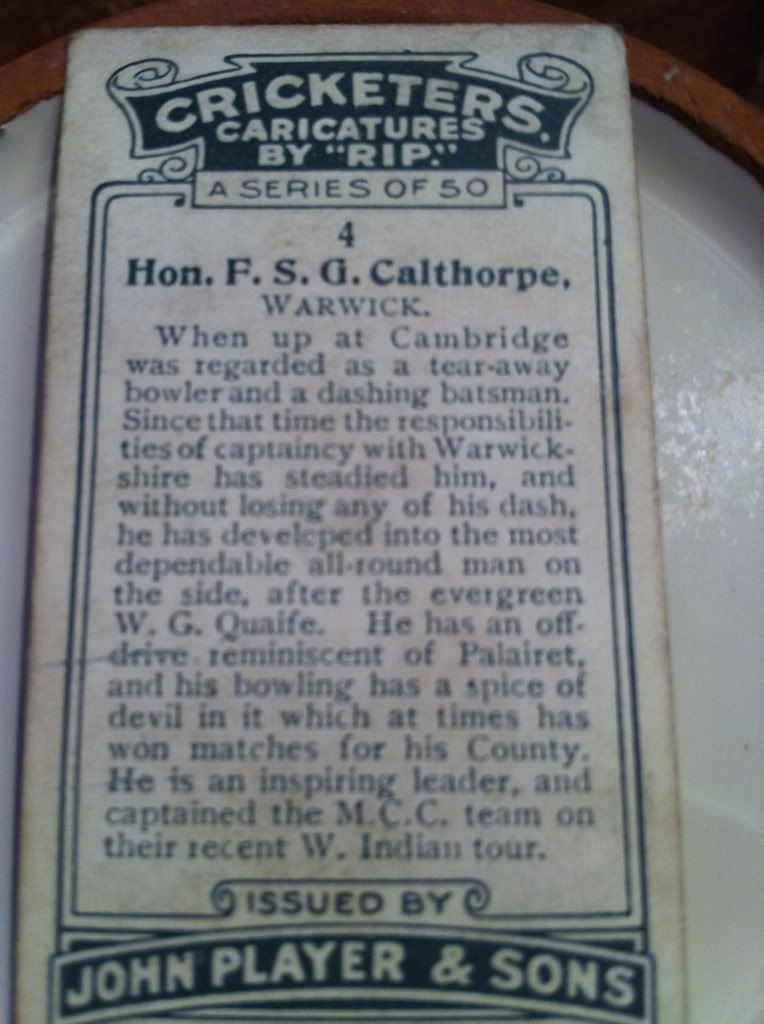 CRICKETERS,
CARICATURES
BY "RIP."
A SERIES OF 50
4
Hon. F. S. G. Calthorpe,
WARWICK.
When up at Cambridge
was regarded as a tear-away
bowler and a dashing batsman.
Since that time the responsibili-
ties of captaincy with Warwick-
shire has steadied him, and
without losing any of his dash,
he has developed into the most
dependable all-round man on
the side, after the evergreen
W. G. Quaife. He has an off-
drive reminiscent of Palairet,
and his bowling has a spice of
devil in it which at times has
won matches for his County.
He is an inspiring leader, and
captained the M.C.C. team on
their recent W. Indian tour.
ISSUED BY
JOHN PLAYER & SONS